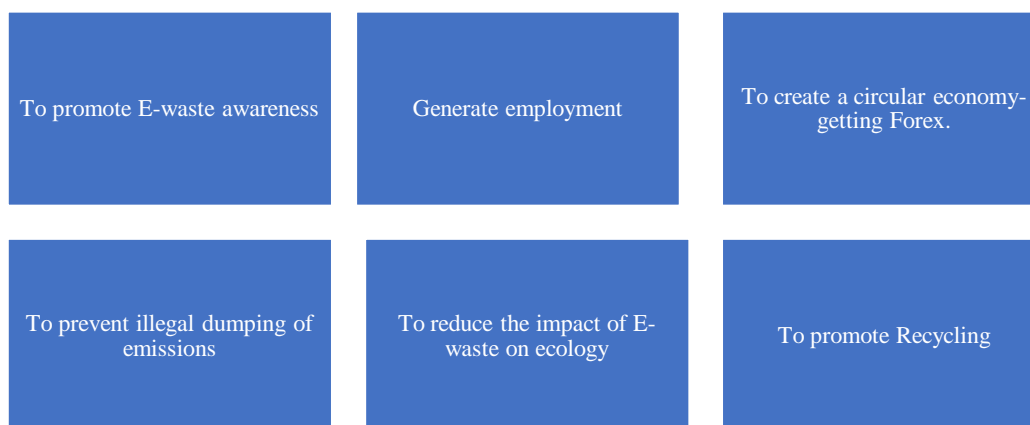 To promote E-waste awareness
Generate employment
To create a circular economy-
getting Forex.
To prevent illegal dumping of
emissions
To reduce the impact of E-
waste on ecology
To promote Recycling